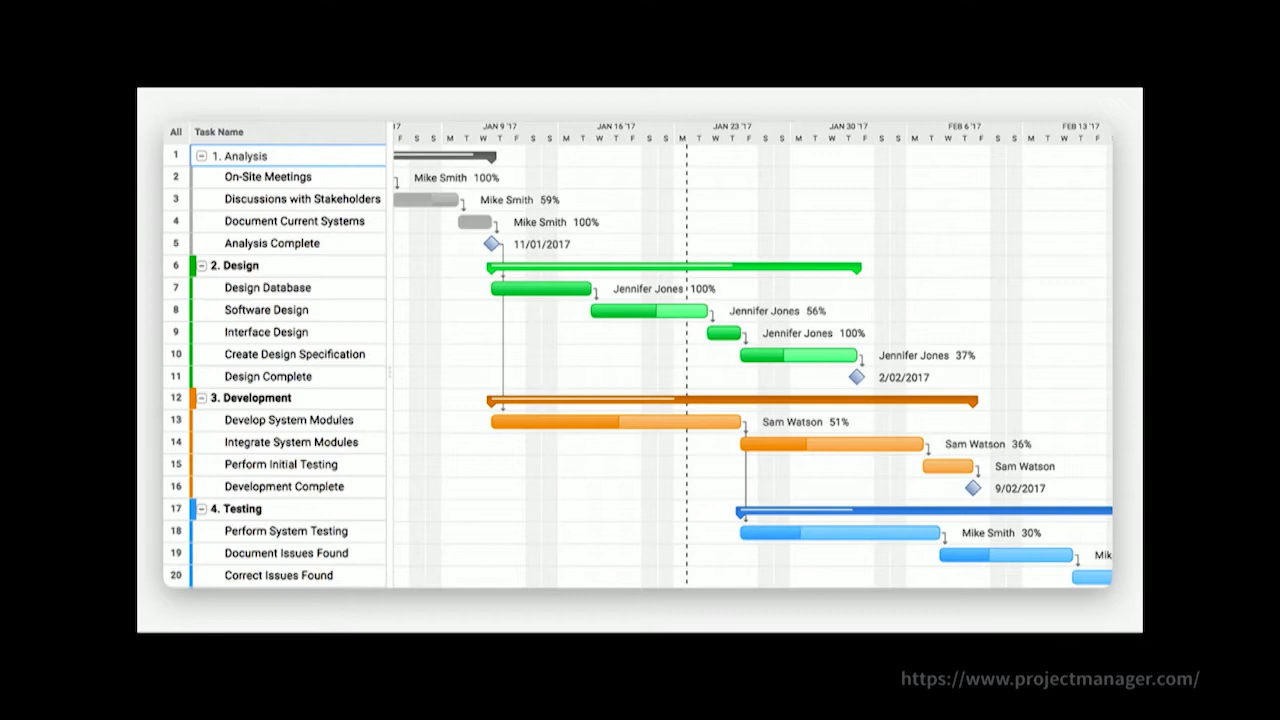 All Task Name 17 JAN 9 '17 JAN 16 '17 JAN 23 '17 JAN 30 '17 FEB 6 '17 FEB 13 '17
F S S M T W T F S S M T W T F S S M T W T F S S M T W T F S S M T W T F S S M T W T F
1 1. Analysis
2 On-Site Meetings Mike Smith 100%
3 Discussions with Stakeholders Mike Smith 59%
4 Document Current Systems Mike Smith 100%
5 Analysis Complete 11/01/2017
6 2. Design
7 Design Database Jennifer Jones 100%
8 Software Design Jennifer Jones 56%
9 Interface Design Jennifer Jones 100%
10 Create Design Specification Jennifer Jones 37%
11 Design Complete 2/02/2017
12 3. Development
13 Develop System Modules Sam Watson 51%
14 Integrate System Modules Sam Watson 36%
15 Perform Initial Testing Sam Watson
16 Development Complete 9/02/2017
17 4. Testing
18 Perform System Testing Mike Smith 30%
19 Document Issues Found Mik
20 Correct Issues Found
https://www.projectmanager.com/